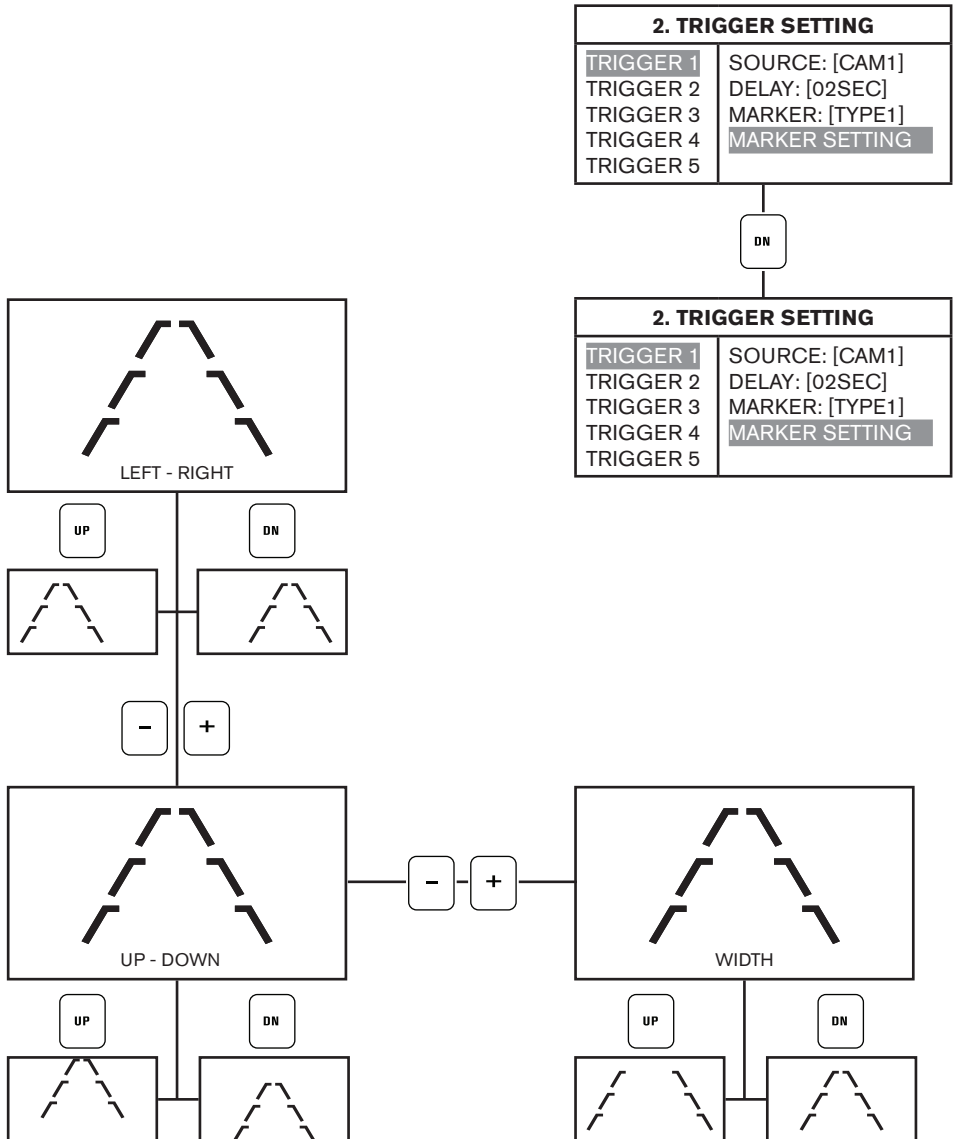 2. TRIGGER SETTING
TRIGGER 1
TRIGGER 2
TRIGGER 3
TRIGGER 4
TRIGGER 5
SOURCE: [CAM1]
DELAY: [02SEC]
MARKER: [TYPE1]
MARKER SETTING
DN
2. TRIGGER SETTING
TRIGGER 1
TRIGGER 2
TRIGGER 3
TRIGGER 4
TRIGGER 5
SOURCE: [CAM1]
DELAY: [02SEC]
MARKER: [TYPE1]
MARKER SETTING
LEFT - RIGHT
UP
DN
- +
UP - DOWN
- +
WIDTH
UP
DN
UP
DN